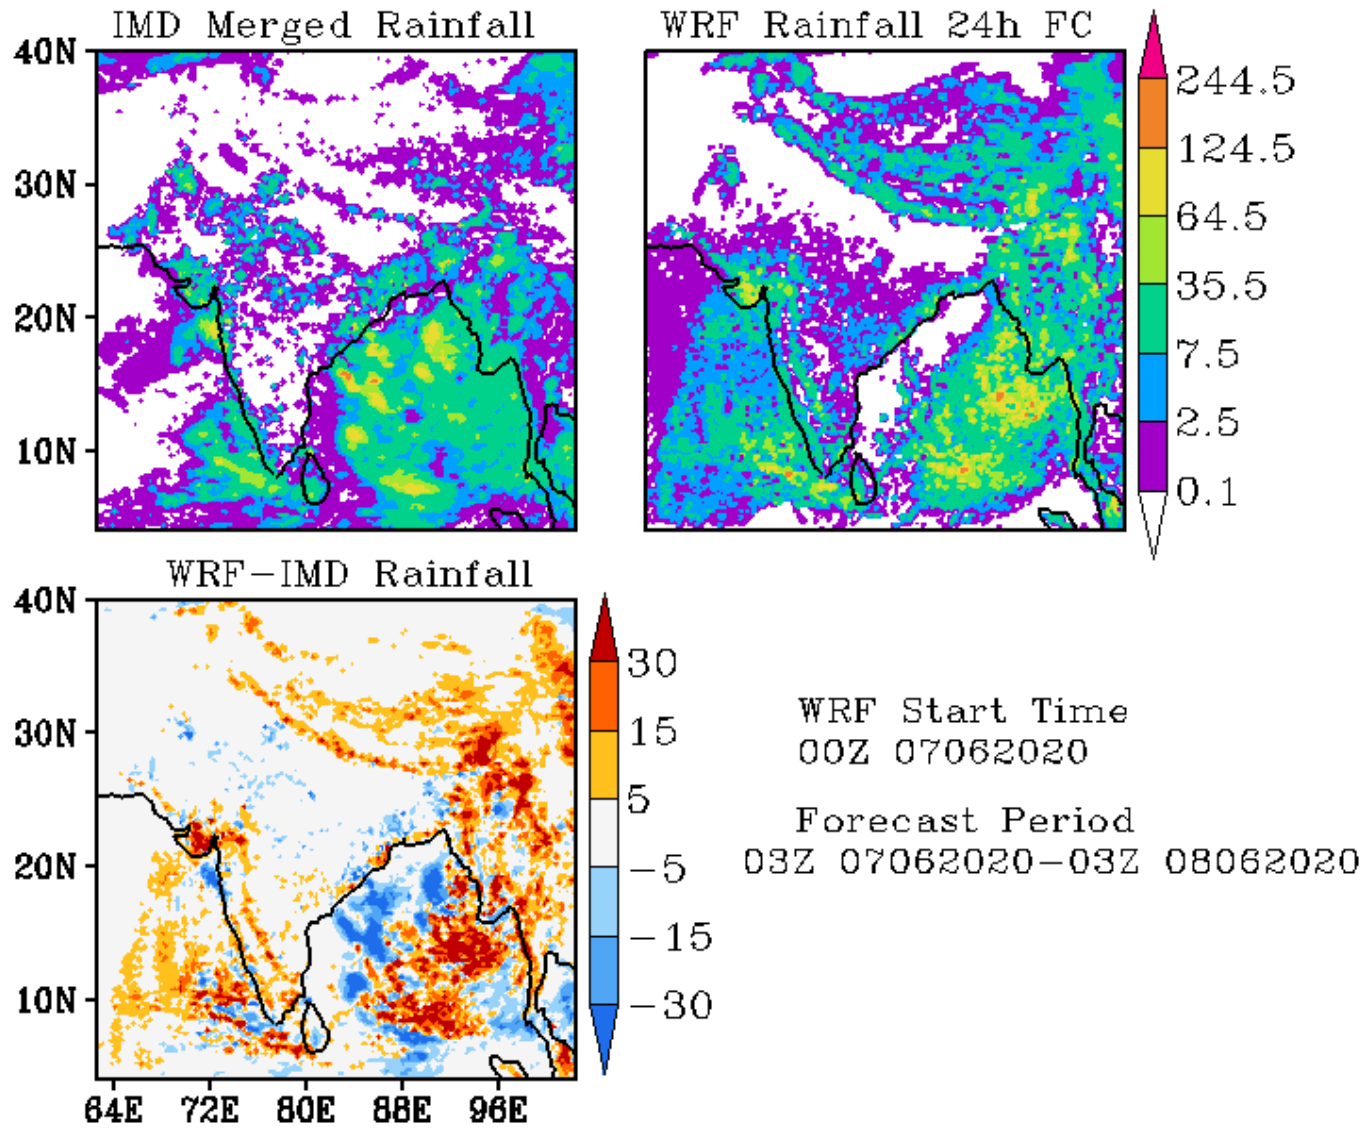 IMD Merged Rainfall
WRF Rainfall 24h FC
40N
30N
20N
10N
244.5
124.5
64.5
35.5
7.5
2.5
0.1
WRF-IMD Rainfall
40N
30N
20N
10N
64E 72E 80E 88E 96E
30
15
5
-5
-15
-30
WRF Start Time
00Z 07062020
Forecast Period
03Z 07062020-03Z 08062020